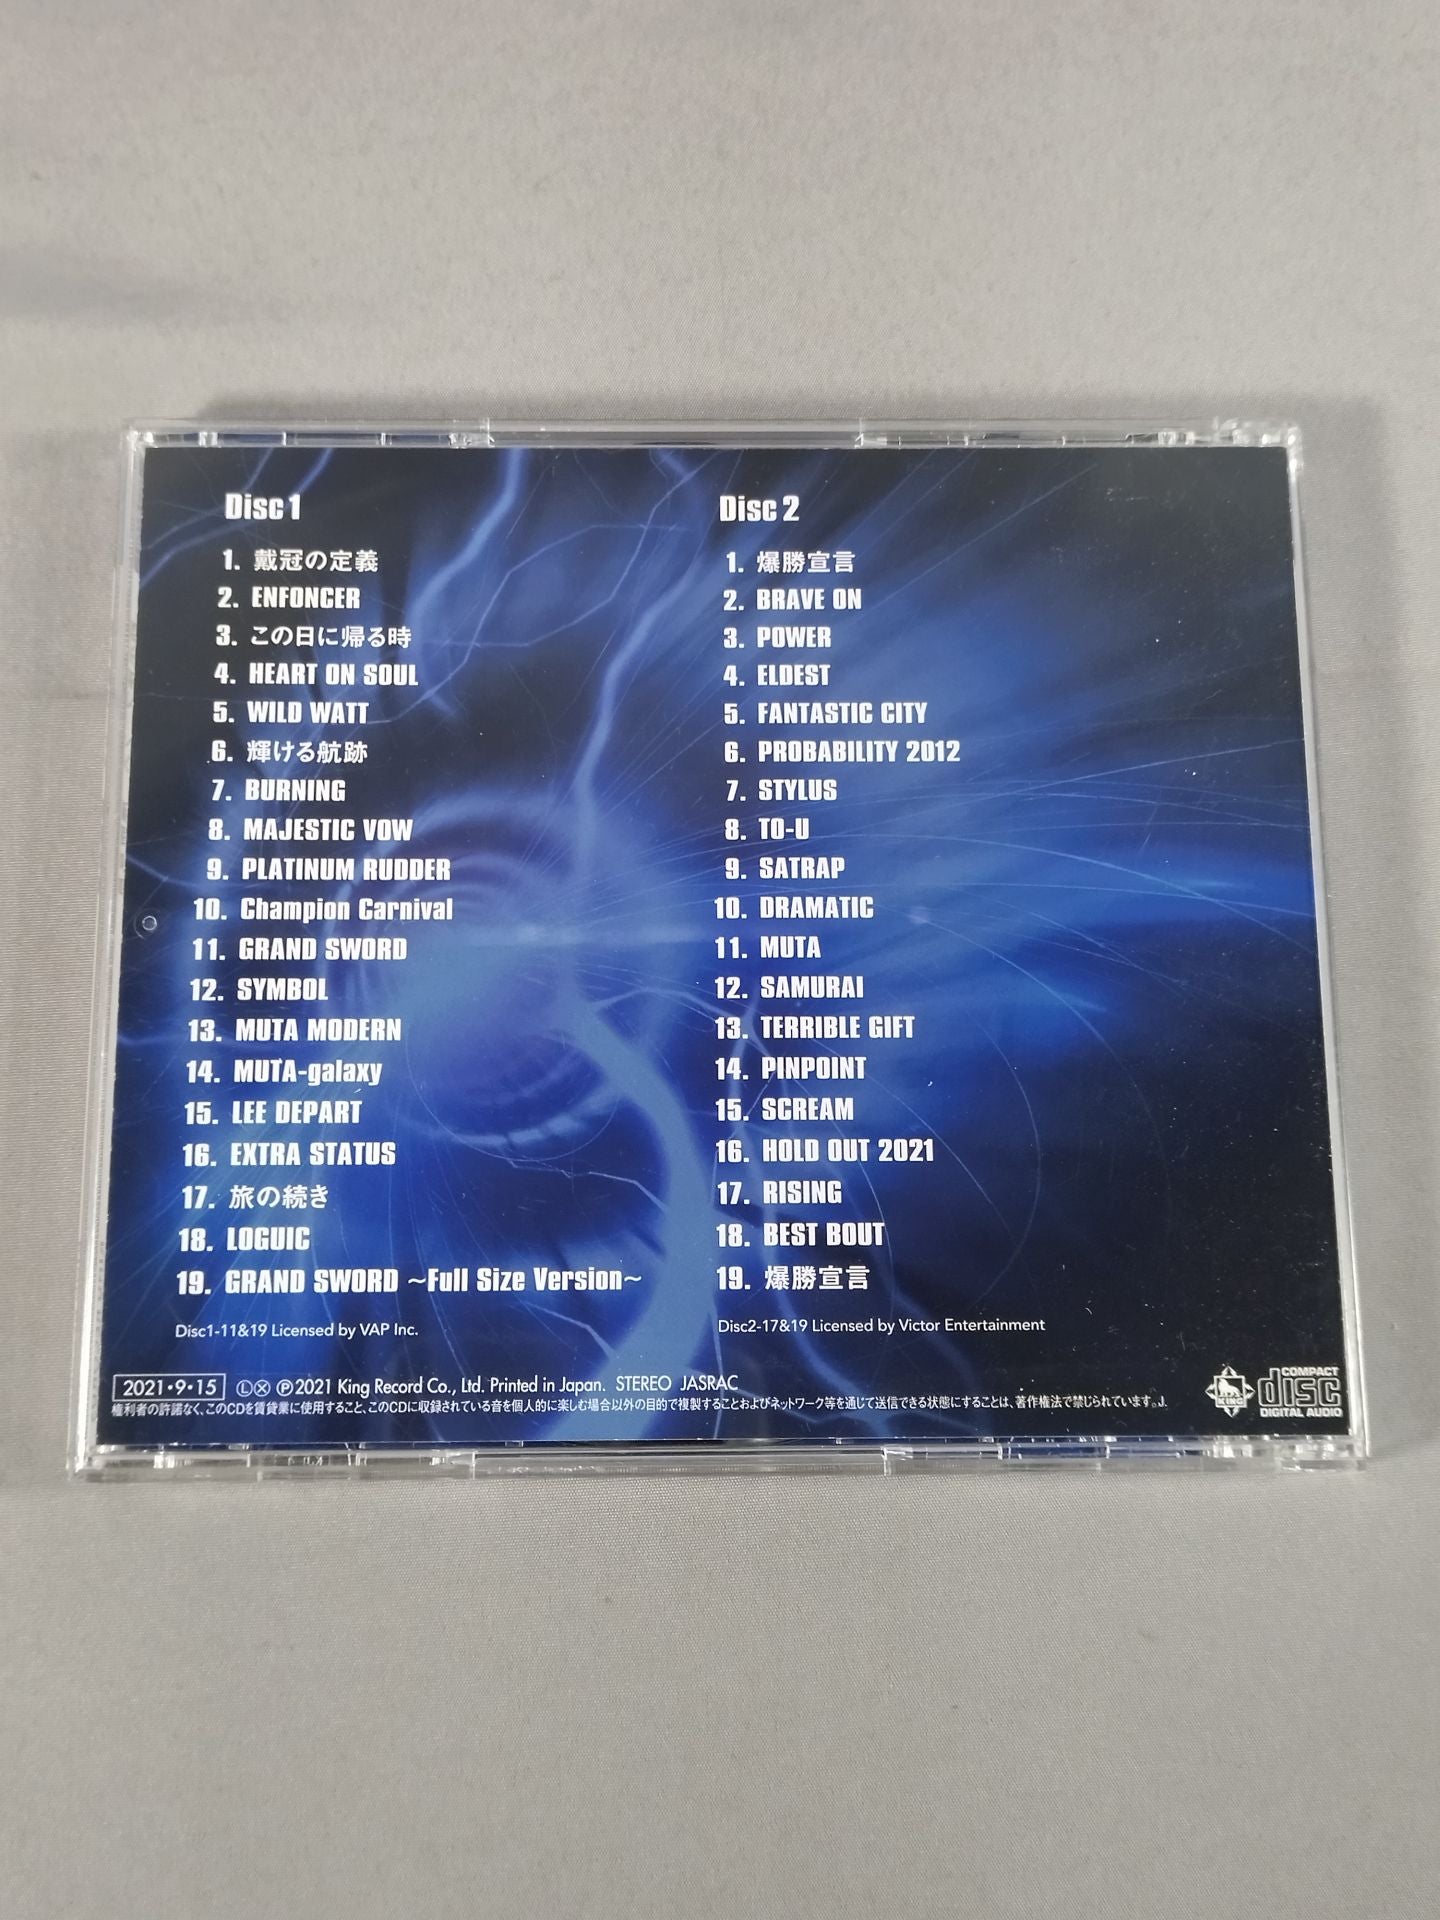 Disc 1
1. 戴冠の定義
2. ENFONCER
3. この日に帰る時
4. HEART ON SOUL
5. WILD WATT
6. 輝ける航跡
7. BURNING
8. MAJESTIC VOW
9. PLATINUM RUDDER
10. Champion Carnival
11. GRAND SWORD
12. SYMBOL
13. MUTA MODERN
14. MUTA-galaxy
15. LEE DEPART
16. EXTRA STATUS
17. 旅の続き
18. LOGUIC
19. GRAND SWORD ~Full Size Version~
Disc1-11&19 Licensed by VAP Inc.
Disc 2
1. 爆勝宣言
2. BRAVE ON
3. POWER
4. ELDEST
5. FANTASTIC CITY
6. PROBABILITY 2012
7. STYLUS
8. TO-U
9. SATRAP
10. DRAMATIC
11. MUTA
12. SAMURAI
13. TERRIBLE GIFT
14. PINPOINT
15. SCREAM
16. HOLD OUT 2021
17. RISING
18. BEST BOUT
19. 爆勝宣言
Disc2-17&19 Licensed by Victor Entertainment
2021・9・15 Ⓛ Ⓧ Ⓟ2021 King Record Co., Ltd. Printed in Japan. STEREO JASRAC
権利者の許諾なく、このCDを賃貸業に使用すること、このCDに収録されている音を個人的に楽しむ場合以外の目的で複製することおよびネットワーク等を通じて送信できる状態にすることは、著作権法で禁じられています。J.
KING
COMPACT
disc
DIGITAL AUDIO